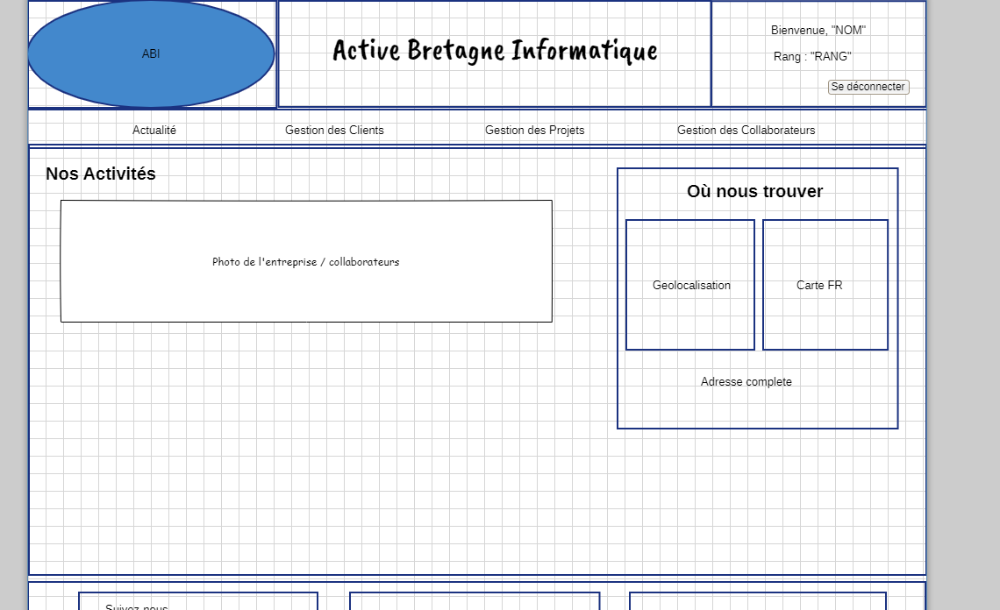 ABI
Active Bretagne Informatique
Bienvenue, "NOM"
Rang : "RANG"
Se déconnecter
Actualité
Gestion des Clients
Gestion des Projets
Gestion des Collaborateurs
Nos Activités
Photo de l'entreprise / collaborateurs
Où nous trouver
Geolocalisation
Carte FR
Adresse complete
Suivez nous